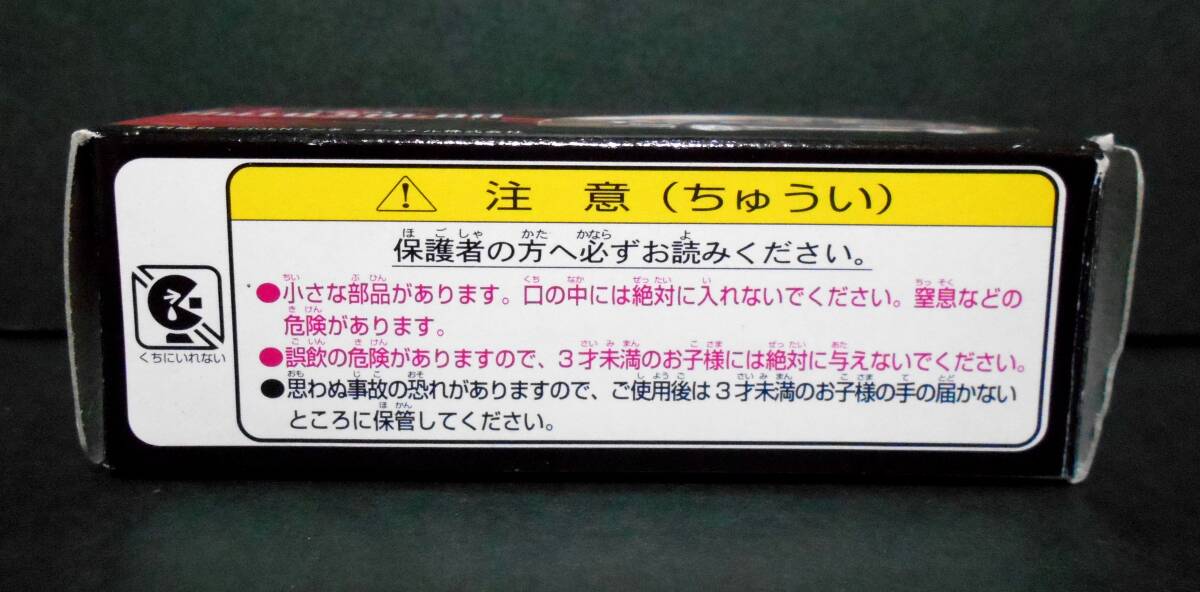 注 意(ちゅうい)
保護者の方へ必ずお読みください。
●小さな部品があります。口の中には絶対に入れないでください。窒息などの
危険があります。
●誤飲の危険がありますので、3才未満のお子様には絶対に与えないでください。
●思わぬ事故の恐れがありますので、ご使用後は3才未満のお子様の手の届かない
ところに保管してください。
くちにいれない